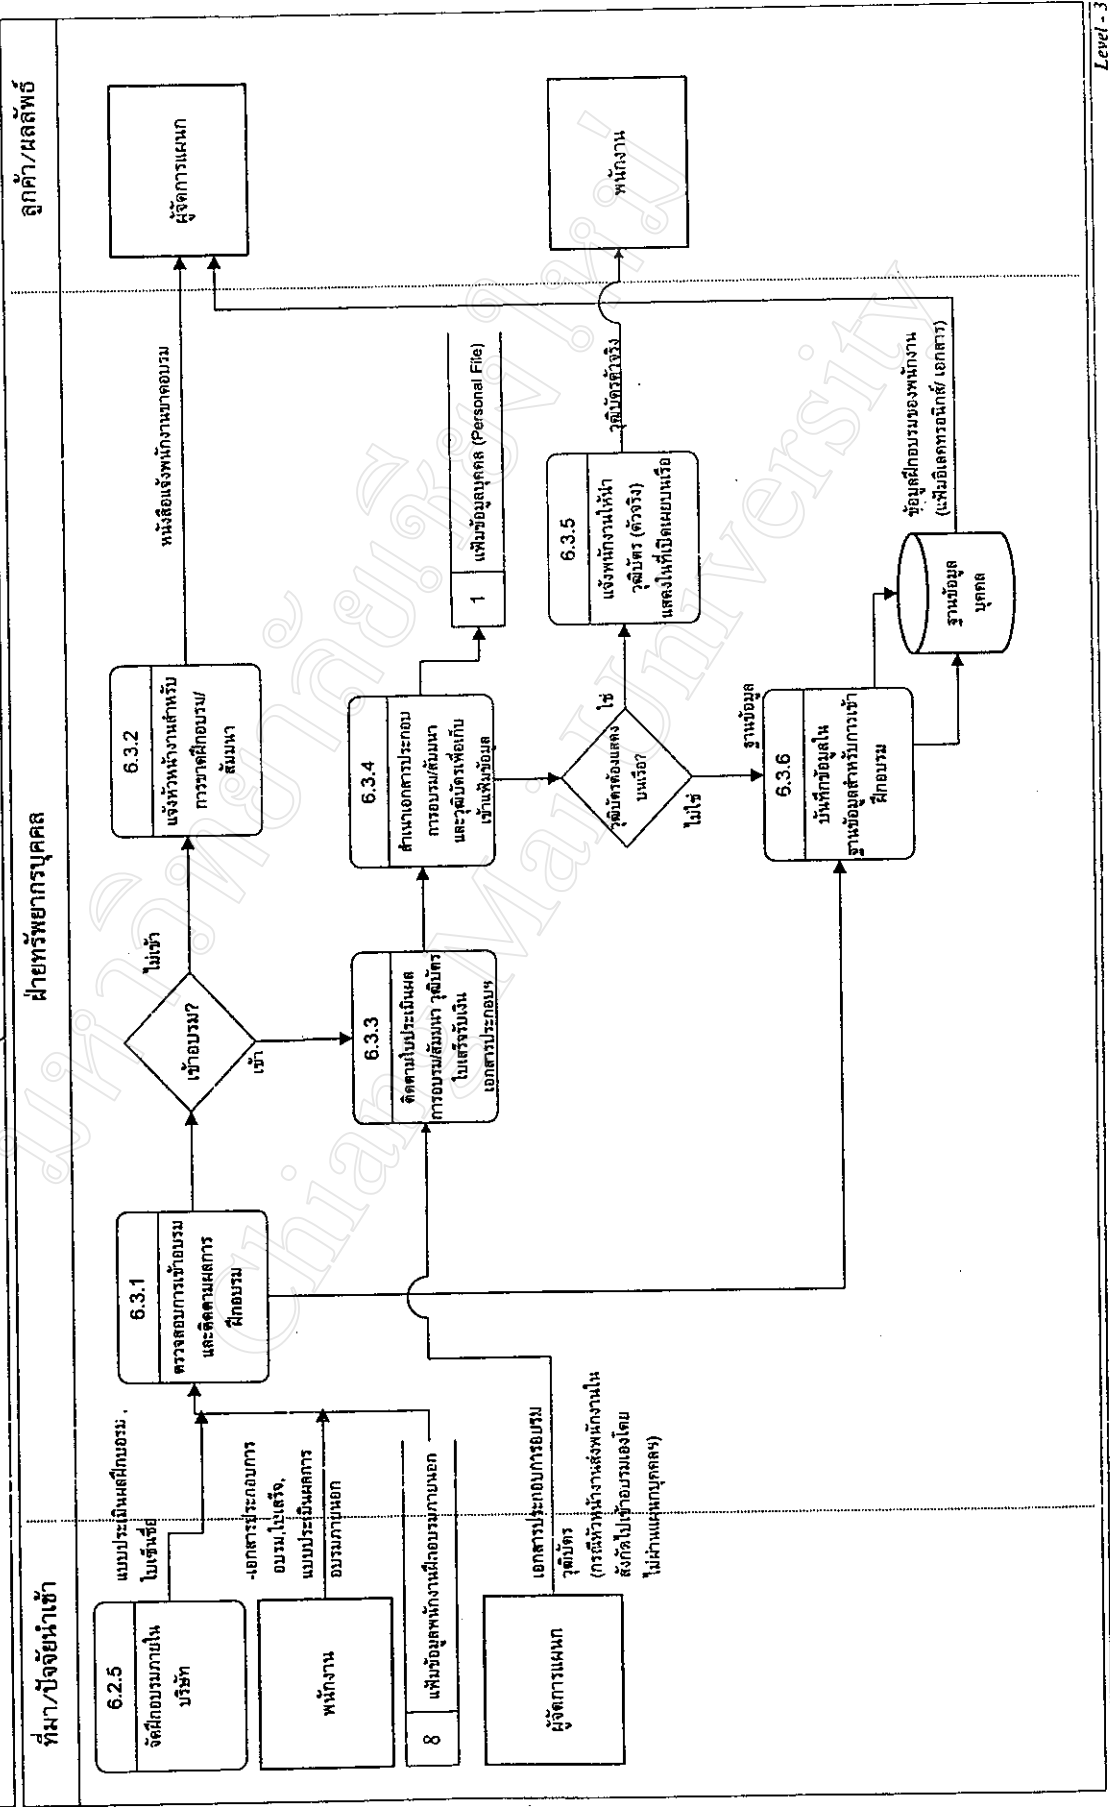 ที่มา/ปัจจัยนำเข้า
ฝ่ายทรัพยากรบุคคล
ลูกค้า/ผลลัพธ์
6.2.5
จัดฝึกอบรมภายใน
บริษัท
แบบประเมินผลฝึกบอรม ,
ใบเซ็นชื่อ
พนักงาน
-เอกสารประกอบการ
อบรม,ใบเสร็จ,
แบบประเมินผลการ
อบรมภายนอก
8
แฟ้มข้อมูลพนักงานฝึกอบรมภายนอก
ผู้จัดการแผนก
เอกสารประกอบการอบรม
วุฒิบัตร
(กรณีหัวหน้างานส่งพนักงานใน
สังกัดไปเข้าอบรมเองโดย
ไม่ผ่านแผนกบุคคลฯ)
6.3.1
ตรวจสอบการเข้าอบรม
และติดตามผลการ
ฝึกอบรม
เข้าอบรม?
ไม่เข้า
เข้า
6.3.2
แจ้งหัวหน้างานสำหรับ
การขาดฝึกอบรม/
สัมมนา
หนังสือแจ้งพนักงานขาดอบรม
ผู้จัดการแผนก
6.3.3
ติดตามใบประเมินผล
การอบรม/สัมมนา วุฒิบัตร
ใบเสร็จรับเงิน
เอกสารประกอบฯ
6.3.4
สำเนาเอกสารประกอบ
การอบรม/สัมมนา
และวุฒิบัตรเพื่อเก็บ
เข้าแฟ้มข้อมูล
1
แฟ้มข้อมูลบุคคล (Personal File)
วุฒิบัตรต้องแสดง
บนเรือ?
ใช่
ไม่ใช่
6.3.5
แจ้งพนักงานให้นำ
วุฒิบัตร (ตัวจริง)
แสดงในที่เปิดเผยบนเรือ
วุฒิบัตรตัวจริง
พนักงาน
ฐานข้อมูล
6.3.6
บันทึกข้อมูลใน
ฐานข้อมูลสำหรับการเข้า
ฝึกอบรม
ฐานข้อมูล
บุคคล
ข้อมูลฝึกอบรมของพนักงาน
(แฟ้มอิเลคทรอนิกส์/ เอกสาร)
Level - 3
มหาวิทยาลัยเชียงใหม่
Chiang Mai University